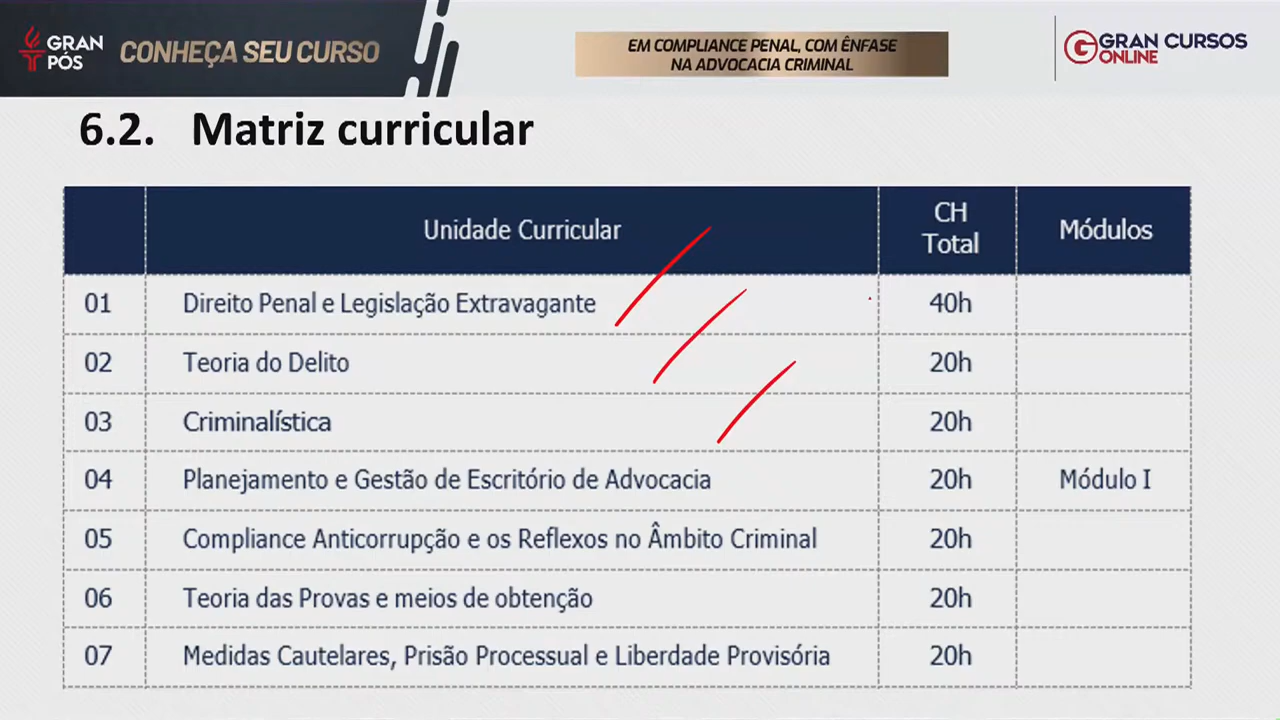 GRAN
PÓS
CONHEÇA SEU CURSO
EM COMPLIANCE PENAL, COM ÊNFASE
NA ADVOCACIA CRIMINAL
GRAN CURSOS
ONLINE
6.2. Matriz curricular
Unidade Curricular CH Total Módulos
01 Direito Penal e Legislação Extravagante 40h
02 Teoria do Delito 20h
03 Criminalística 20h
04 Planejamento e Gestão de Escritório de Advocacia 20h Módulo I
05 Compliance Anticorrupção e os Reflexos no Âmbito Criminal 20h
06 Teoria das Provas e meios de obtenção 20h
07 Medidas Cautelares, Prisão Processual e Liberdade Provisória 20h